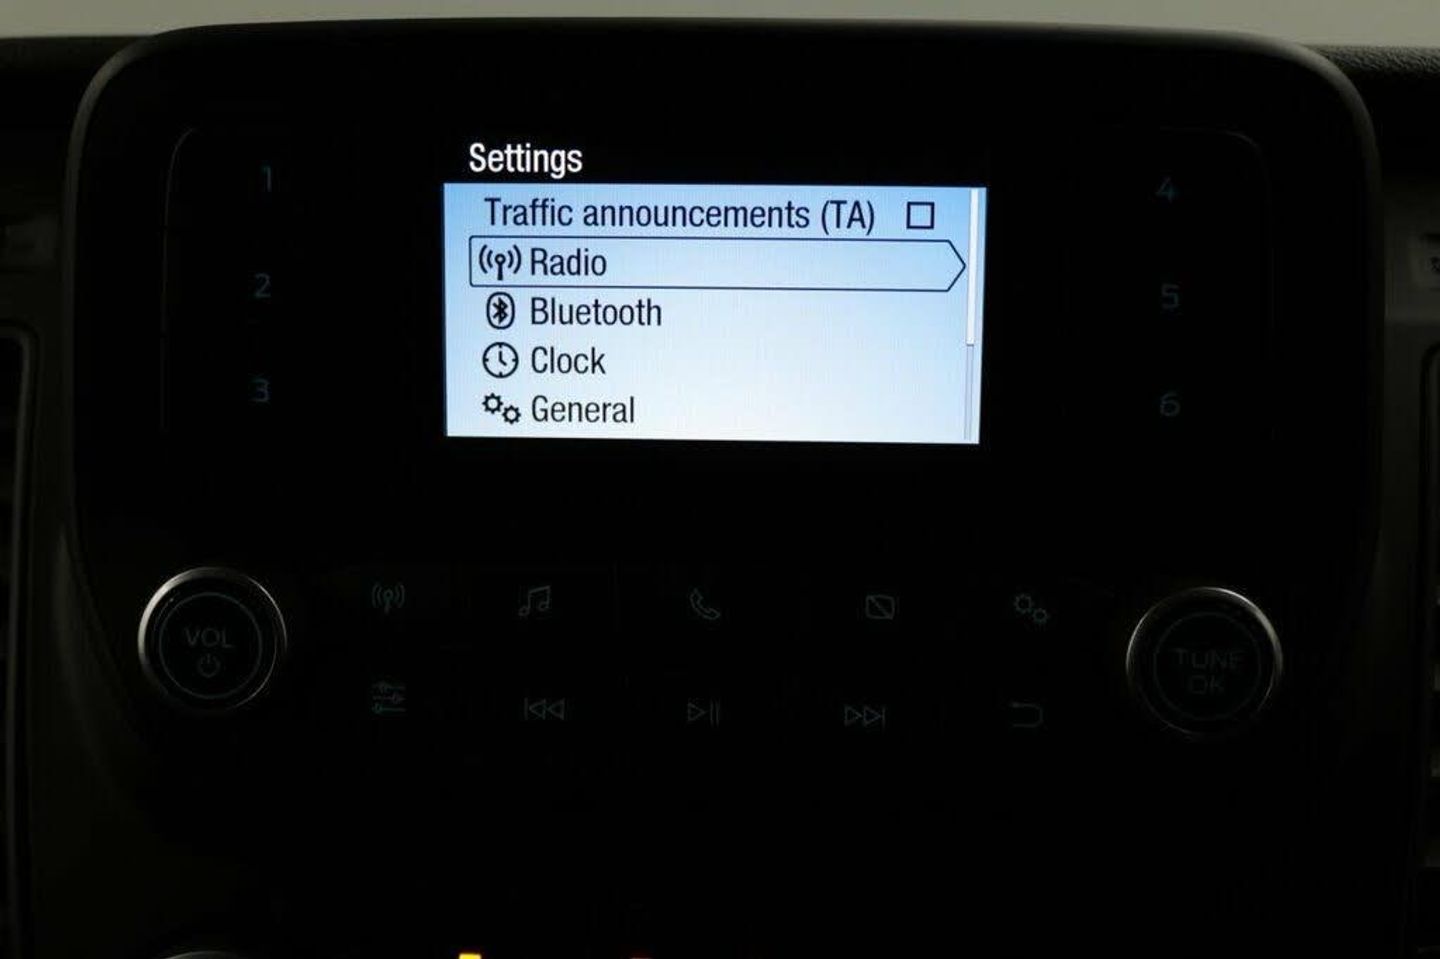 Settings
Traffic announcements (TA)
Radio
Bluetooth
Clock
General
1
2
3
4
5
6
VOL
TUNE
OK